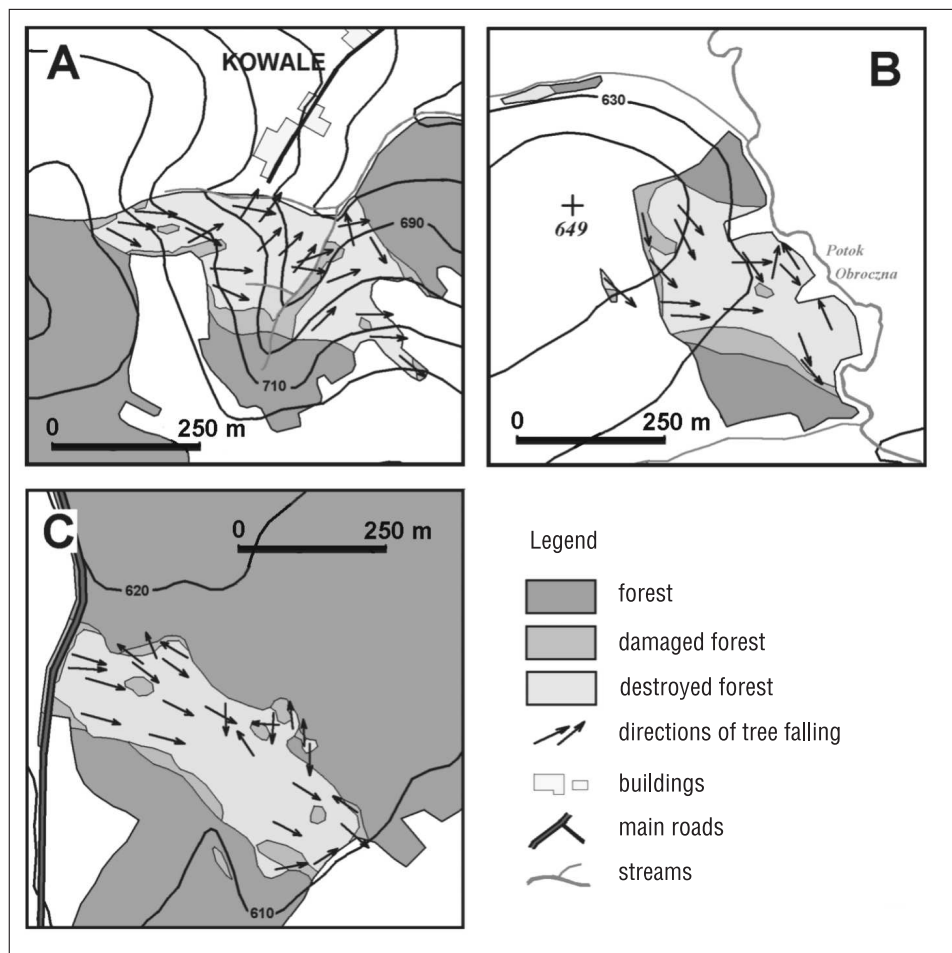 A
KOWALE
690
710
0 250 m
B
630
649
Potok
Obroczna
0 250 m
C
0 250 m
620
610
Legend
forest
damaged forest
destroyed forest
directions of tree falling
buildings
main roads
streams